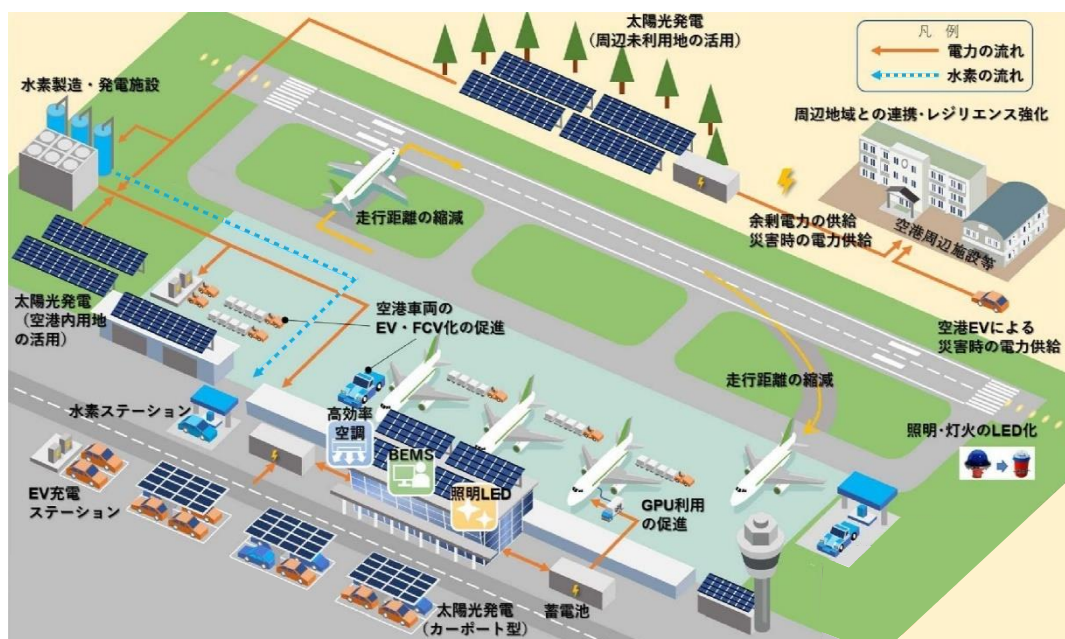 太陽光発電
(周辺未利用地の活用)
凡 例
電力の流れ
水素の流れ
水素製造・発電施設
周辺地域との連携・レジリエンス強化
走行距離の縮減
余剰電力の供給
災害時の電力供給
空港周辺施設等
太陽光発電
(空港内用地
の活用)
空港車両の
EV・FCV化の促進
空港EVによる
災害時の電力供給
走行距離の縮減
水素ステーション
高効率
空調
BEMS
照明LED
照明・灯火のLED化
EV充電
ステーション
GPU利用
の促進
太陽光発電
(カーポート型)
蓄電池